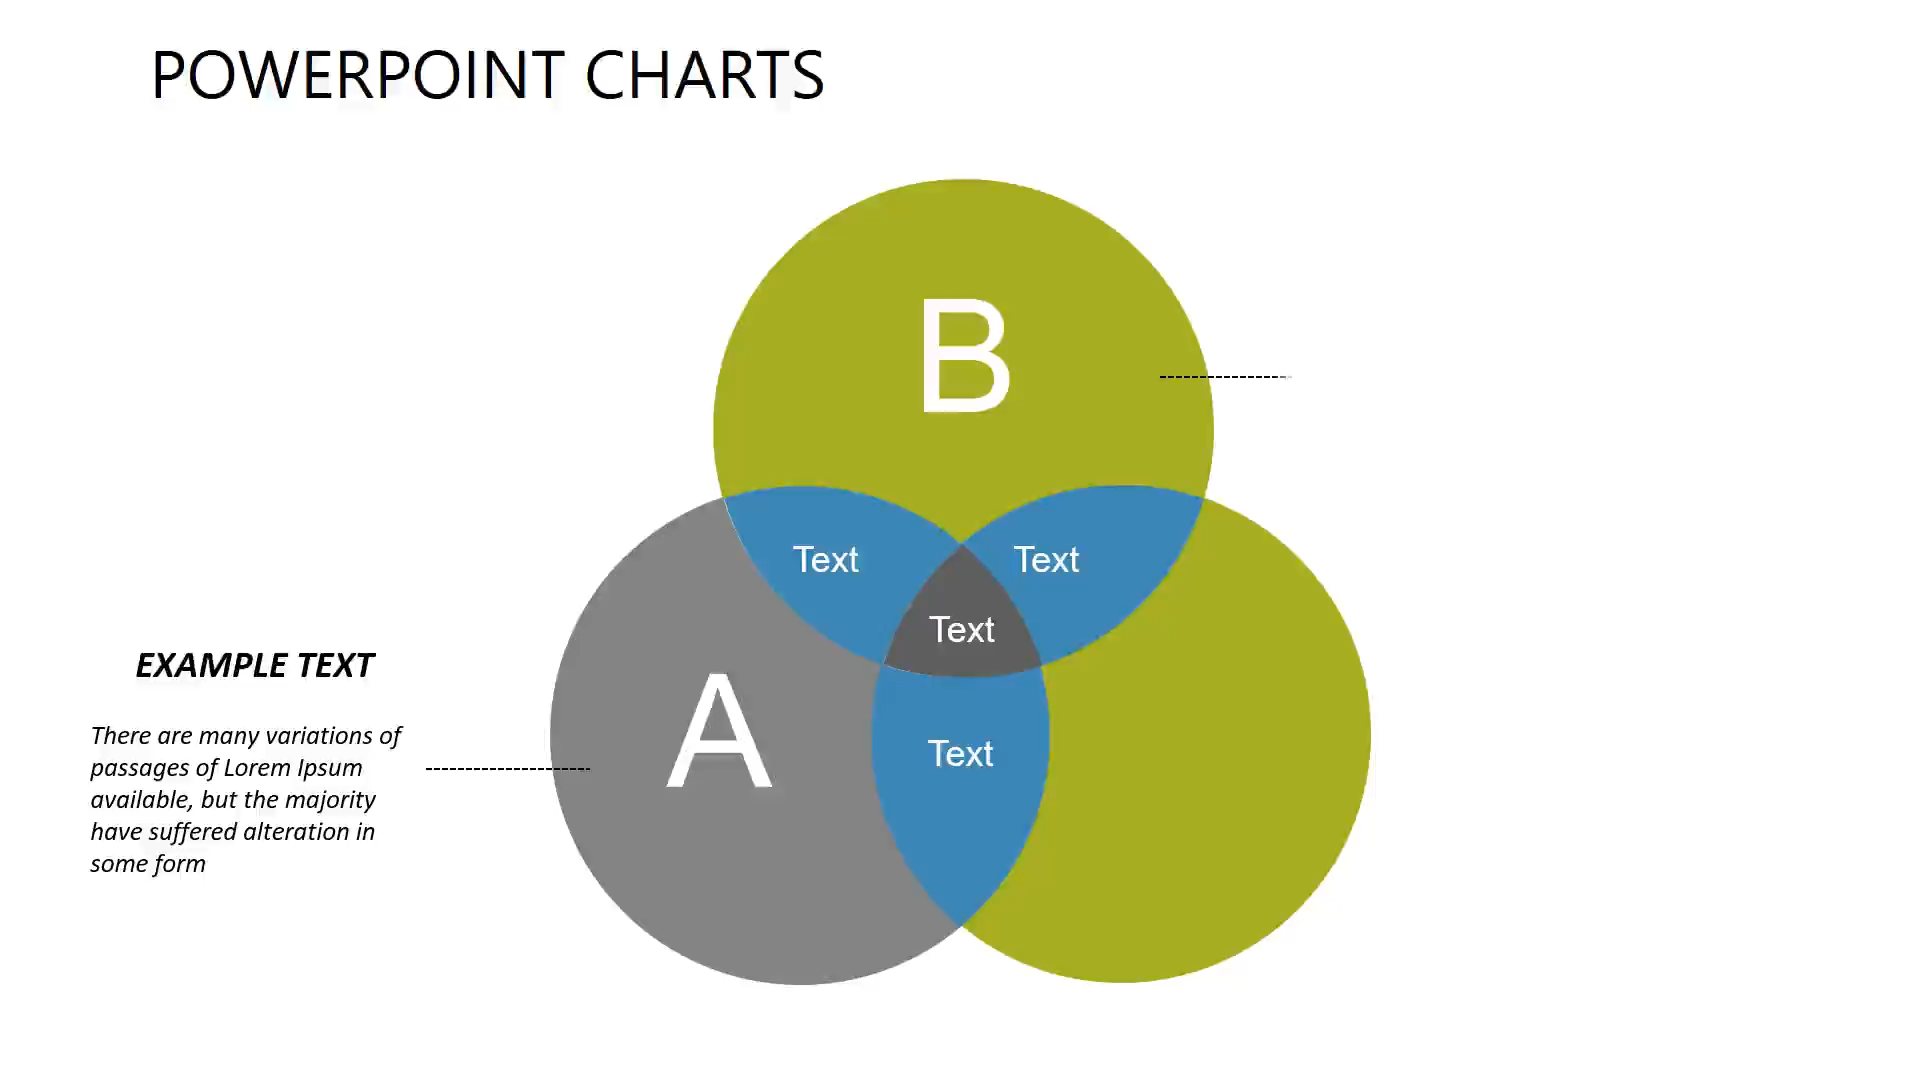 POWERPOINT CHARTS
B
Text
Text
Text
EXAMPLE TEXT
A
There are many variations of
passages of Lorem Ipsum
available, but the majority
have suffered alteration in
some form
Text